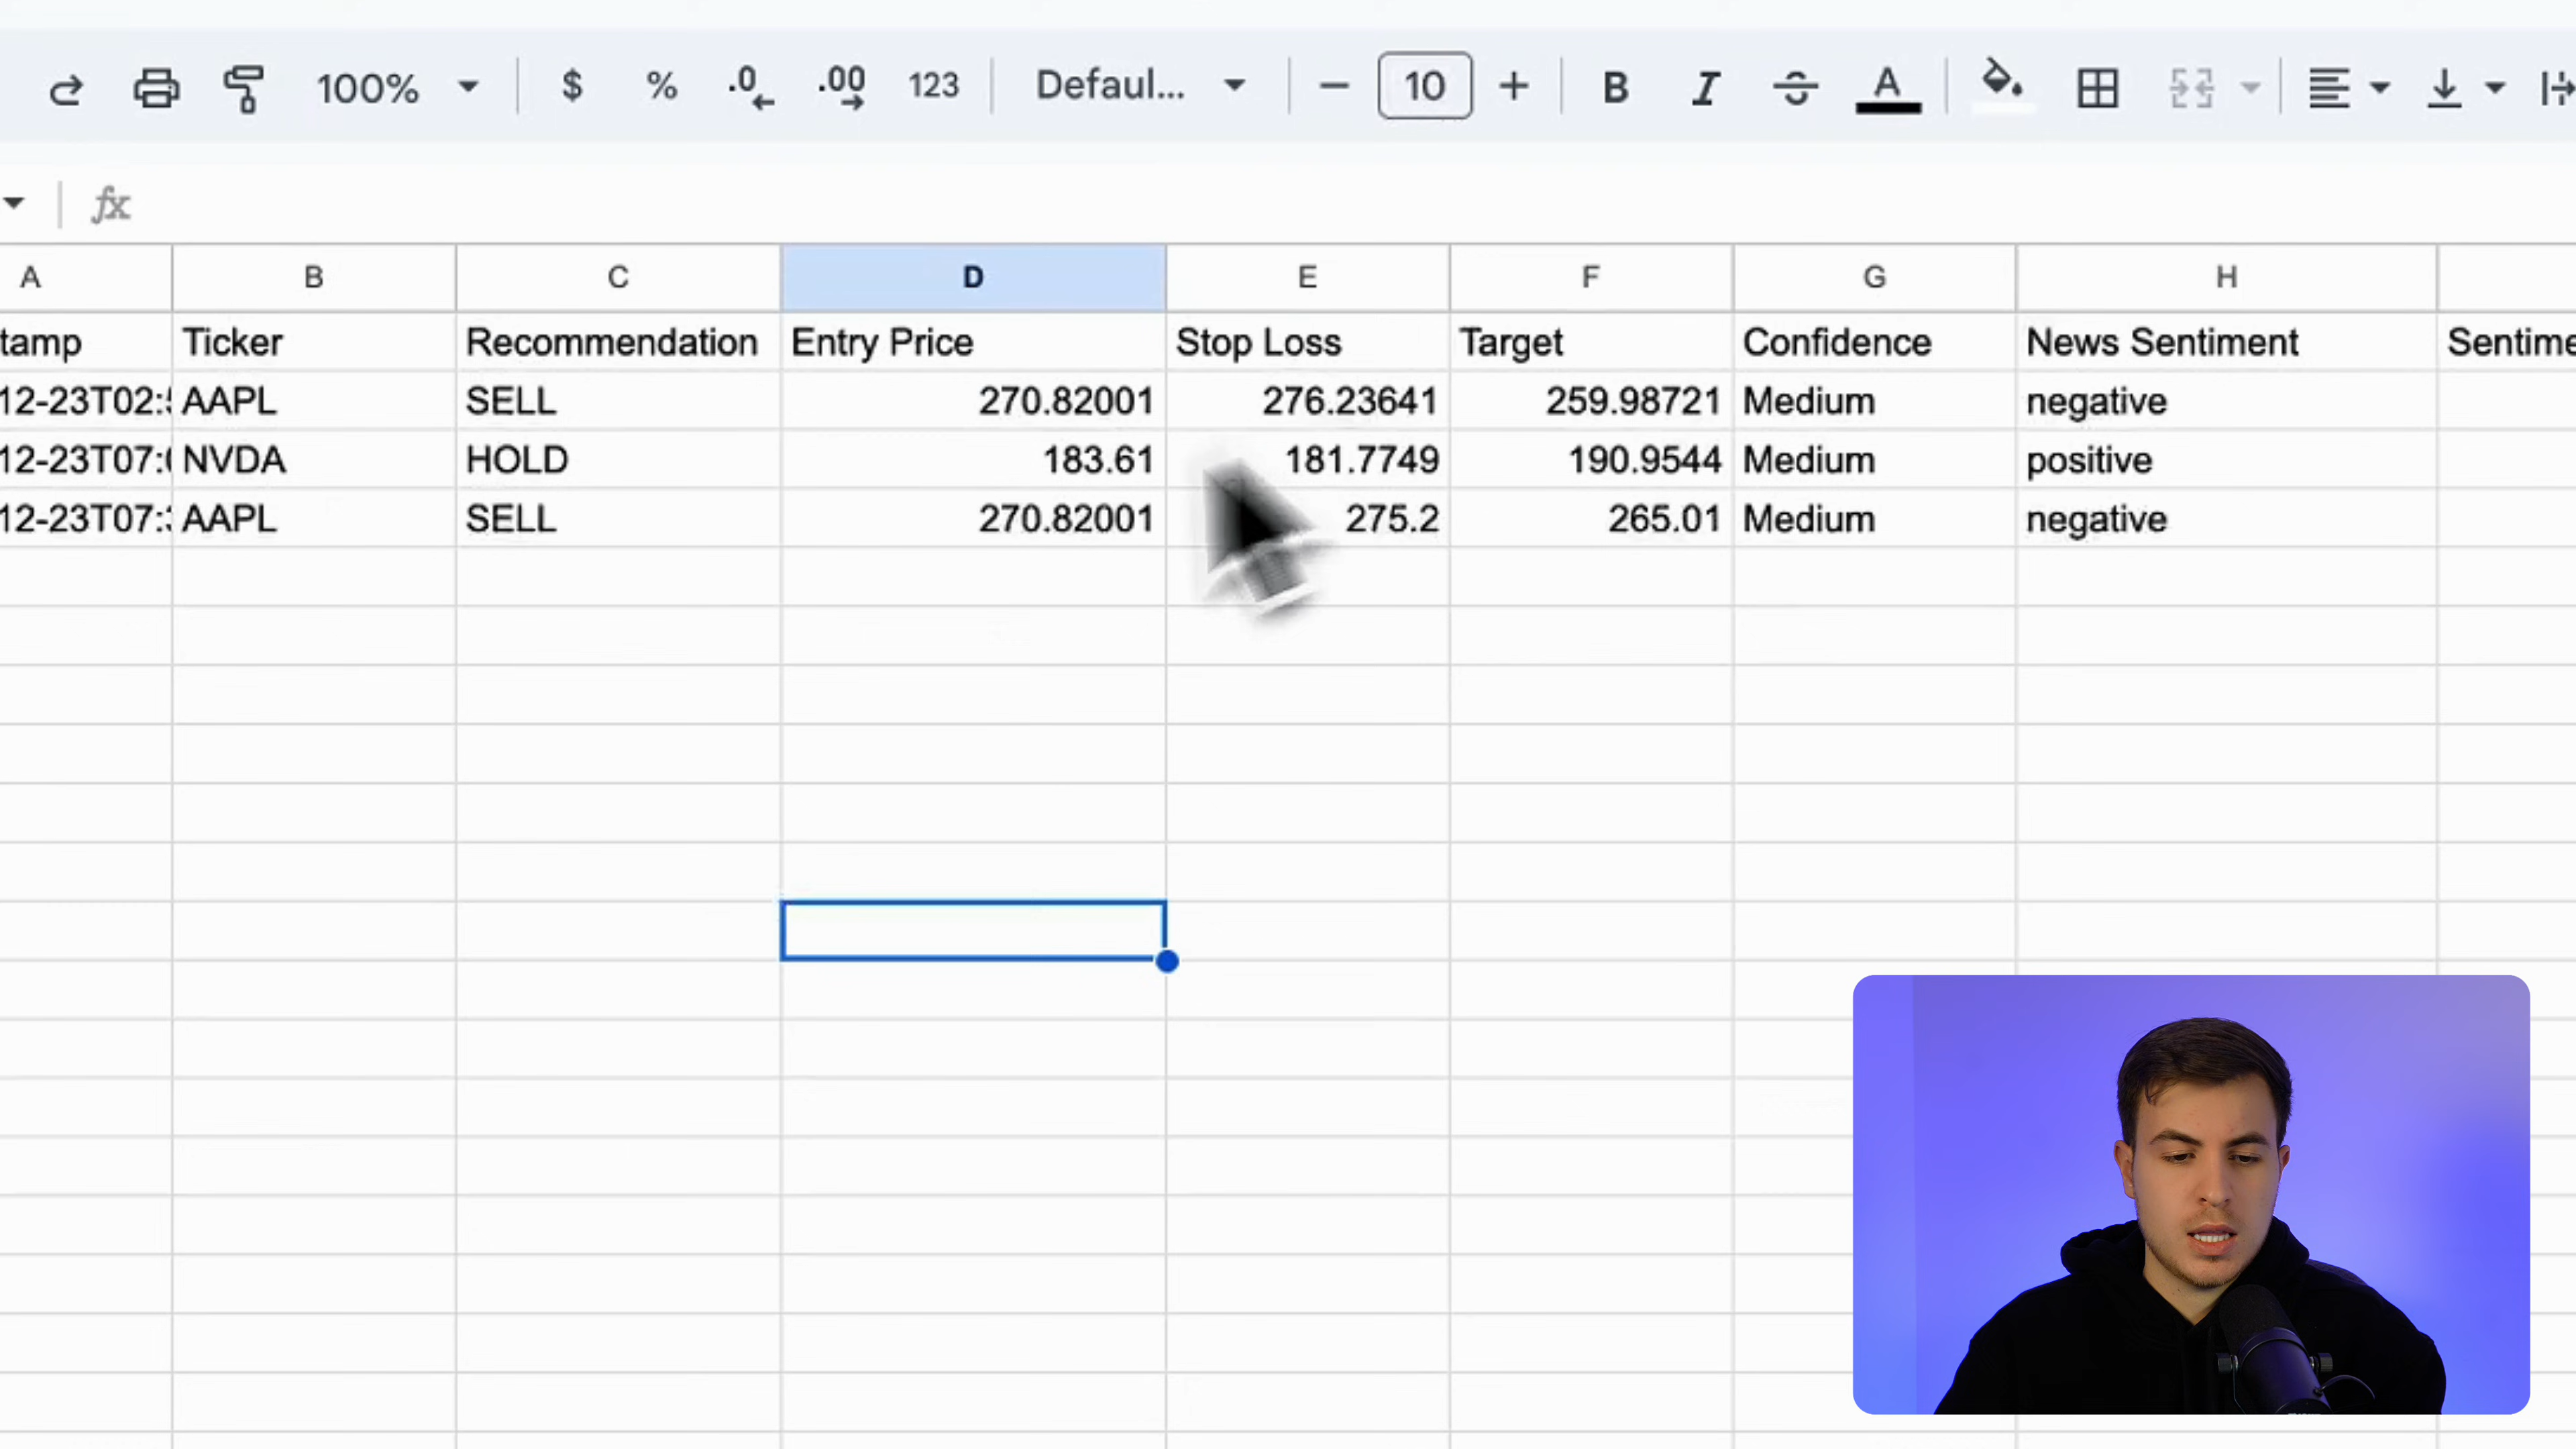 100% $ % .0 .00 123 Defaul... 10 B I S A
fx
A B C D E F G H
tamp Ticker Recommendation Entry Price Stop Loss Target Confidence News Sentiment Sentime
12-23T02: AAPL SELL 270.82001 276.23641 259.98721 Medium negative
12-23T07: NVDA HOLD 183.61 181.7749 190.9544 Medium positive
12-23T07: AAPL SELL 270.82001 275.2 265.01 Medium negative